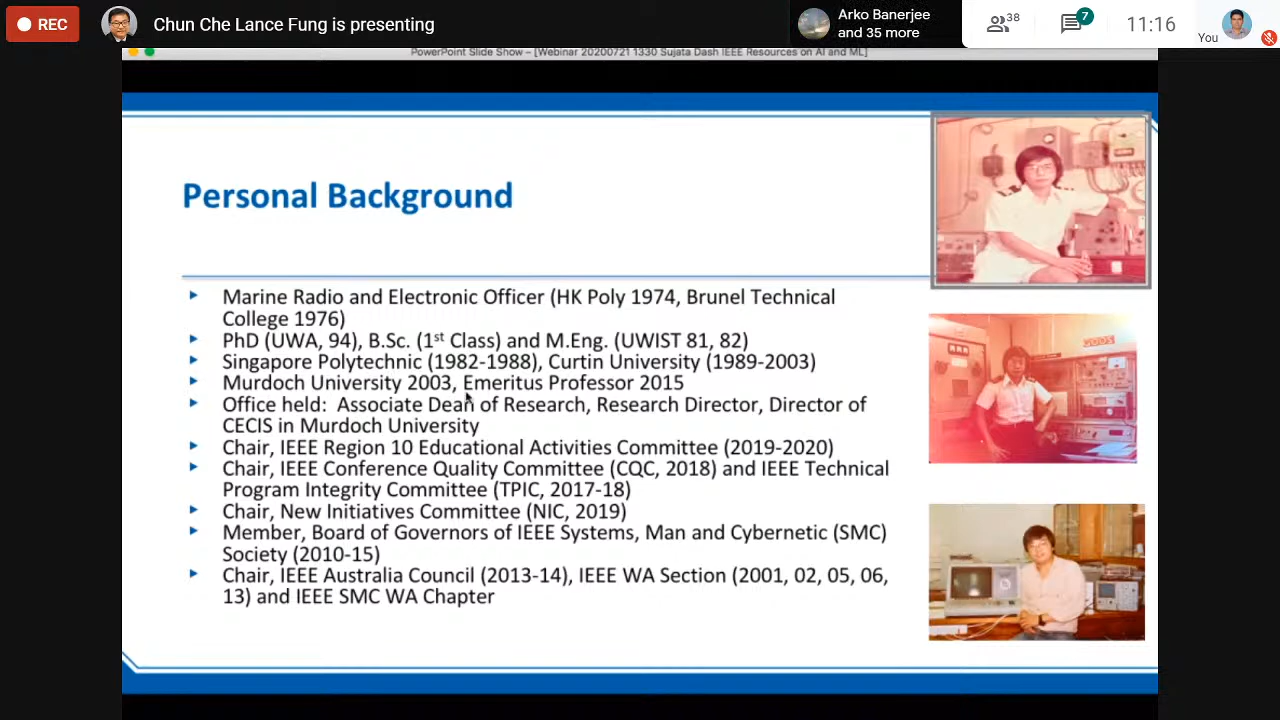 REC
Chun Che Lance Fung is presenting
Arko Banerjee
and 35 more
38
7
11:16
You
PowerPoint Slide Show – [Webinar 20200721 1330 Sujata Dash IEEE Resources on AI and ML]
Personal Background
Marine Radio and Electronic Officer (HK Poly 1974, Brunel Technical
College 1976)
PhD (UWA, 94), B.Sc. (1st Class) and M.Eng. (UWIST 81, 82)
Singapore Polytechnic (1982-1988), Curtin University (1989-2003)
Murdoch University 2003, Emeritus Professor 2015
Office held: Associate Dean of Research, Research Director, Director of
CECIS in Murdoch University
Chair, IEEE Region 10 Educational Activities Committee (2019-2020)
Chair, IEEE Conference Quality Committee (CQC, 2018) and IEEE Technical
Program Integrity Committee (TPIC, 2017-18)
Chair, New Initiatives Committee (NIC, 2019)
Member, Board of Governors of IEEE Systems, Man and Cybernetic (SMC)
Society (2010-15)
Chair, IEEE Australia Council (2013-14), IEEE WA Section (2001, 02, 05, 06,
13) and IEEE SMC WA Chapter